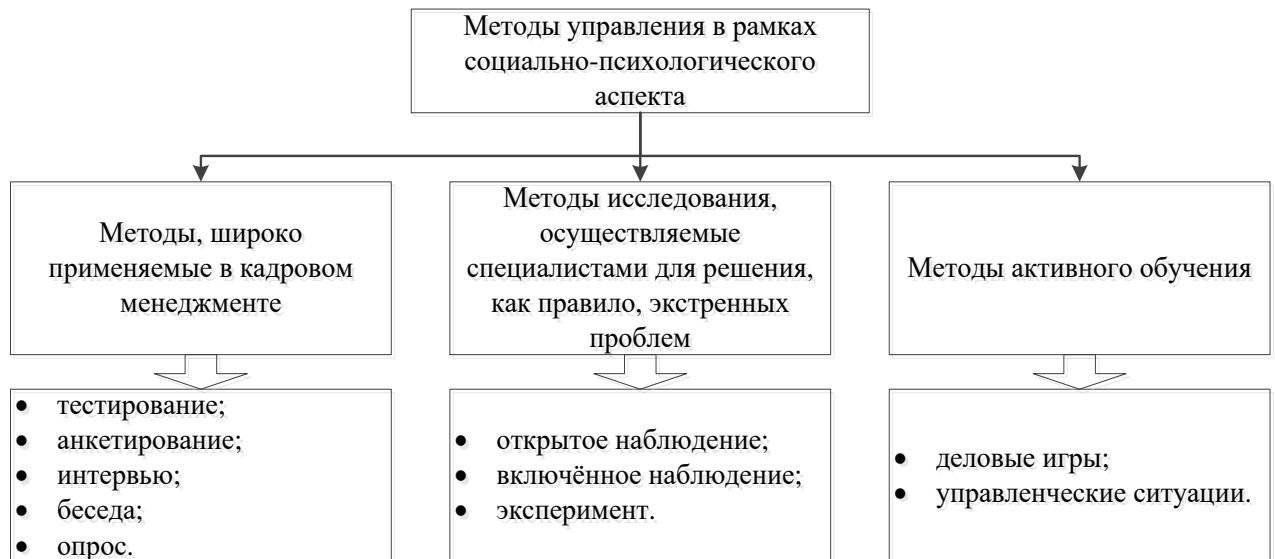 Методы управления в рамках
социально-психологического
аспекта
Методы, широко
применяемые в кадровом
менеджменте
Методы исследования,
осуществляемые
специалистами для решения,
как правило, экстренных
проблем
Методы активного обучения
• тестирование;
• анкетирование;
• интервью;
• беседа;
• опрос.
• открытое наблюдение;
• включённое наблюдение;
• эксперимент.
• деловые игры;
• управленческие ситуации.